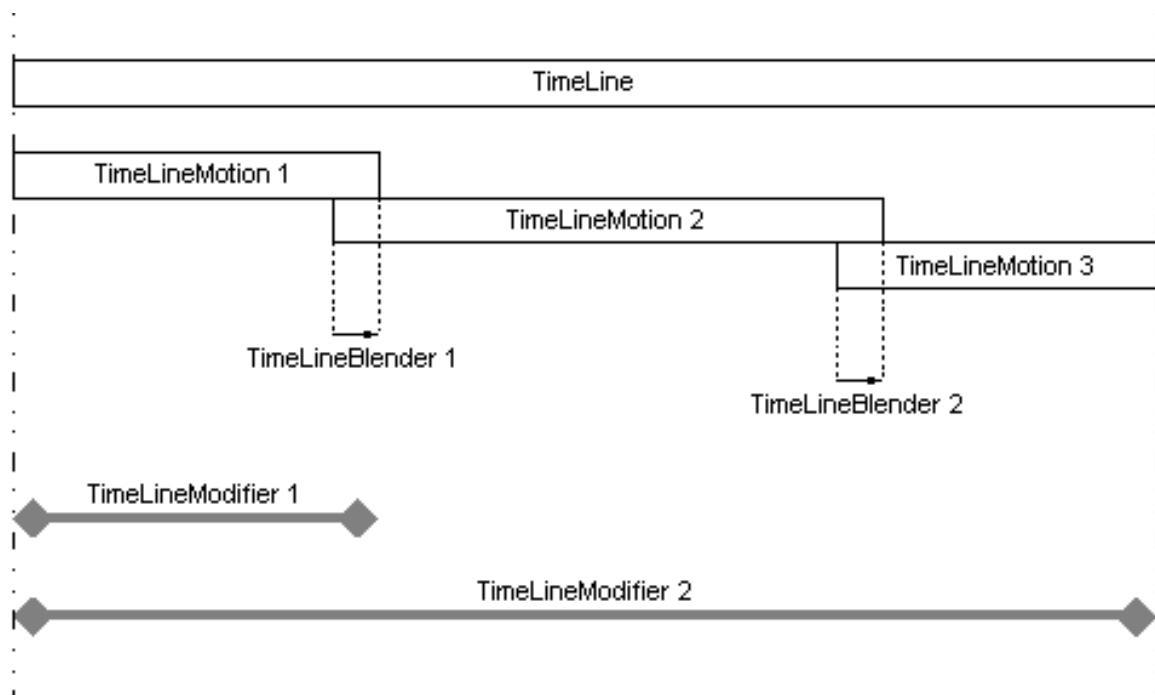 TimeLine
TimeLineMotion 1
TimeLineMotion 2
TimeLineMotion 3
TimeLineBlender 1
TimeLineBlender 2
TimeLineModifier 1
TimeLineModifier 2